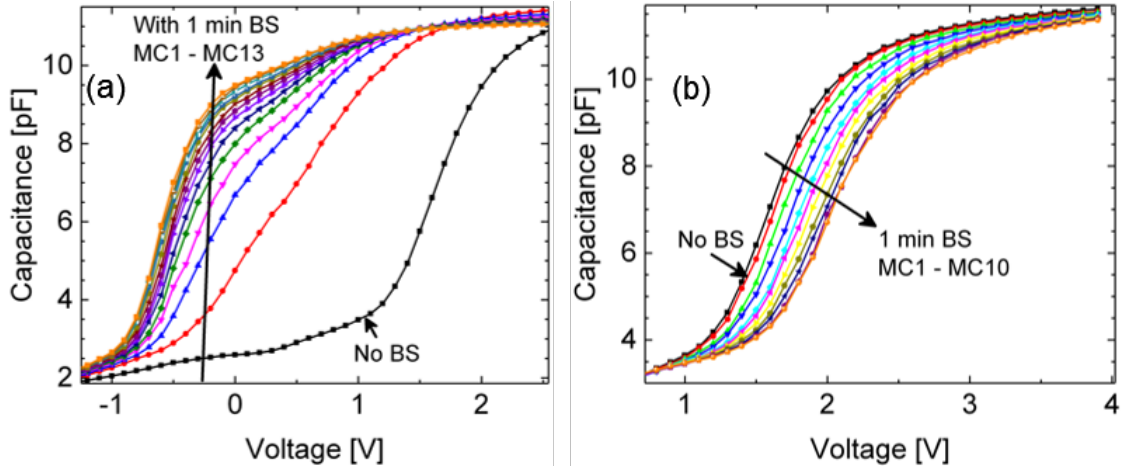 With 1 min BS
MC1 - MC13
(a)
No BS
Capacitance [pF]
2
4
6
8
10
-1
0
1
2
Voltage [V]
(b)
No BS
1 min BS
MC1 - MC10
Capacitance [pF]
4
6
8
10
1
2
3
4
Voltage [V]